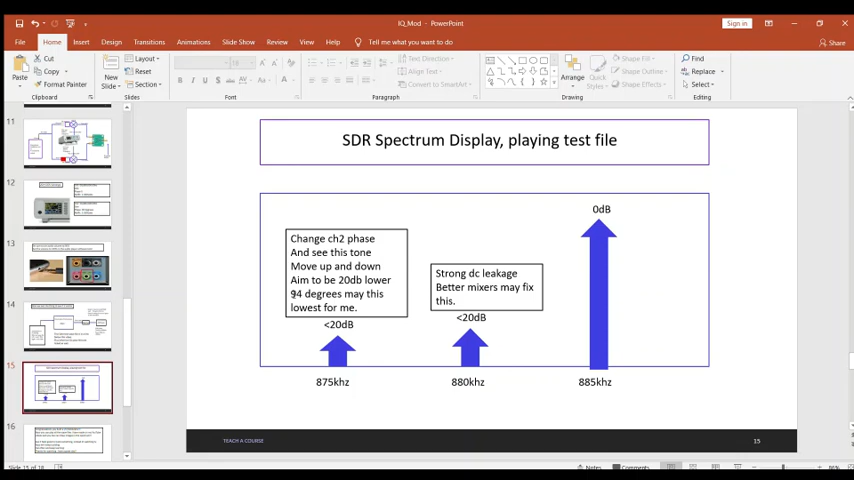 IQ_Mod - PowerPoint
Sign in
File Home Insert Design Transitions Animations Slide Show Review View Help Tell me what you want to do Share
Paste Cut Copy Format Painter
New Slide Layout Reset Section
Text Direction Align Text Convert to SmartArt
Arrange Quick Styles Shape Fill Shape Outline Shape Effects
Find Replace Select
Clipboard Slides Font Paragraph Drawing Editing
11
12
13
14
15
16
SDR Spectrum Display, playing test file
0dB
Change ch2 phase
And see this tone
Move up and down
Aim to be 20db lower
94 degrees may this
lowest for me.
<20dB
Strong dc leakage
Better mixers may fix
this.
<20dB
875khz
880khz
885khz
TEACH A COURSE
15
Slide 15 of 18
Notes
Comments